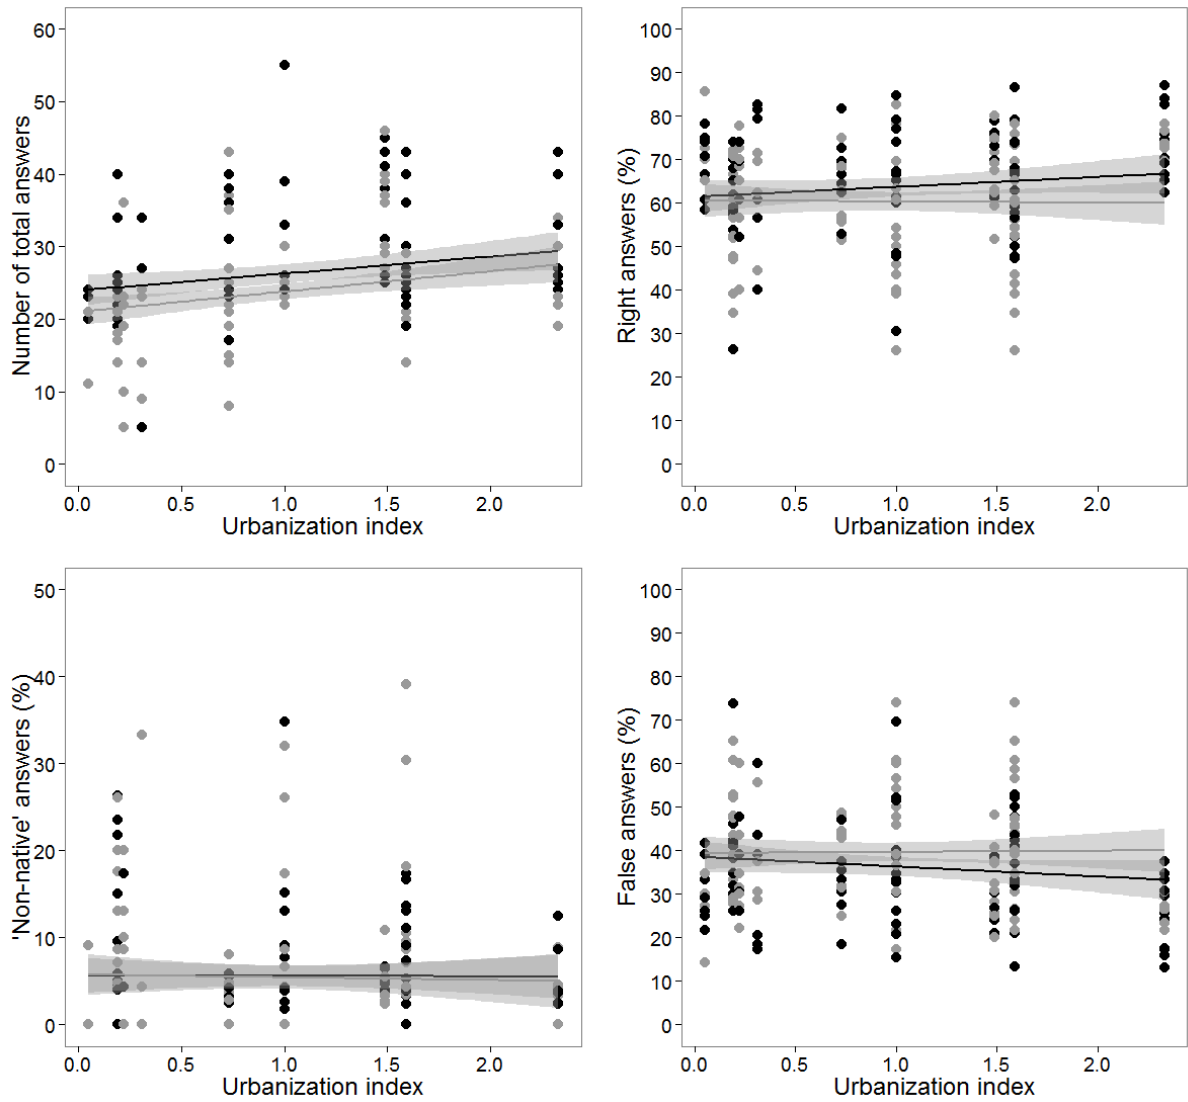 Number of total answers
60
50
40
30
20
10
0
0.0 0.5 1.0 1.5 2.0
Urbanization index
Right answers (%)
100
90
80
70
60
50
40
30
20
10
0
0.0 0.5 1.0 1.5 2.0
Urbanization index
'Non-native' answers (%)
50
40
30
20
10
0
0.0 0.5 1.0 1.5 2.0
Urbanization index
False answers (%)
100
90
80
70
60
50
40
30
20
10
0
0.0 0.5 1.0 1.5 2.0
Urbanization index